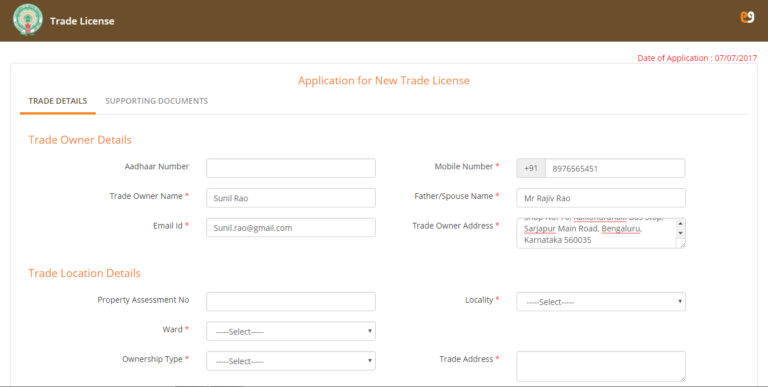 Trade License
Date of Application : 07/07/2017
Application for New Trade License
TRADE DETAILS SUPPORTING DOCUMENTS
Trade Owner Details
Aadhaar Number Mobile Number * +91 8976565451
Trade Owner Name * Sunil Rao Father/Spouse Name * Mr Rajiv Rao
Email Id * Sunil.rao@gmail.com Trade Owner Address *
Sarjapur Main Road, Bengaluru,
Karnataka 560035
Trade Location Details
Property Assessment No Locality * -----Select-----
Ward * -----Select-----
Ownership Type * -----Select----- Trade Address *